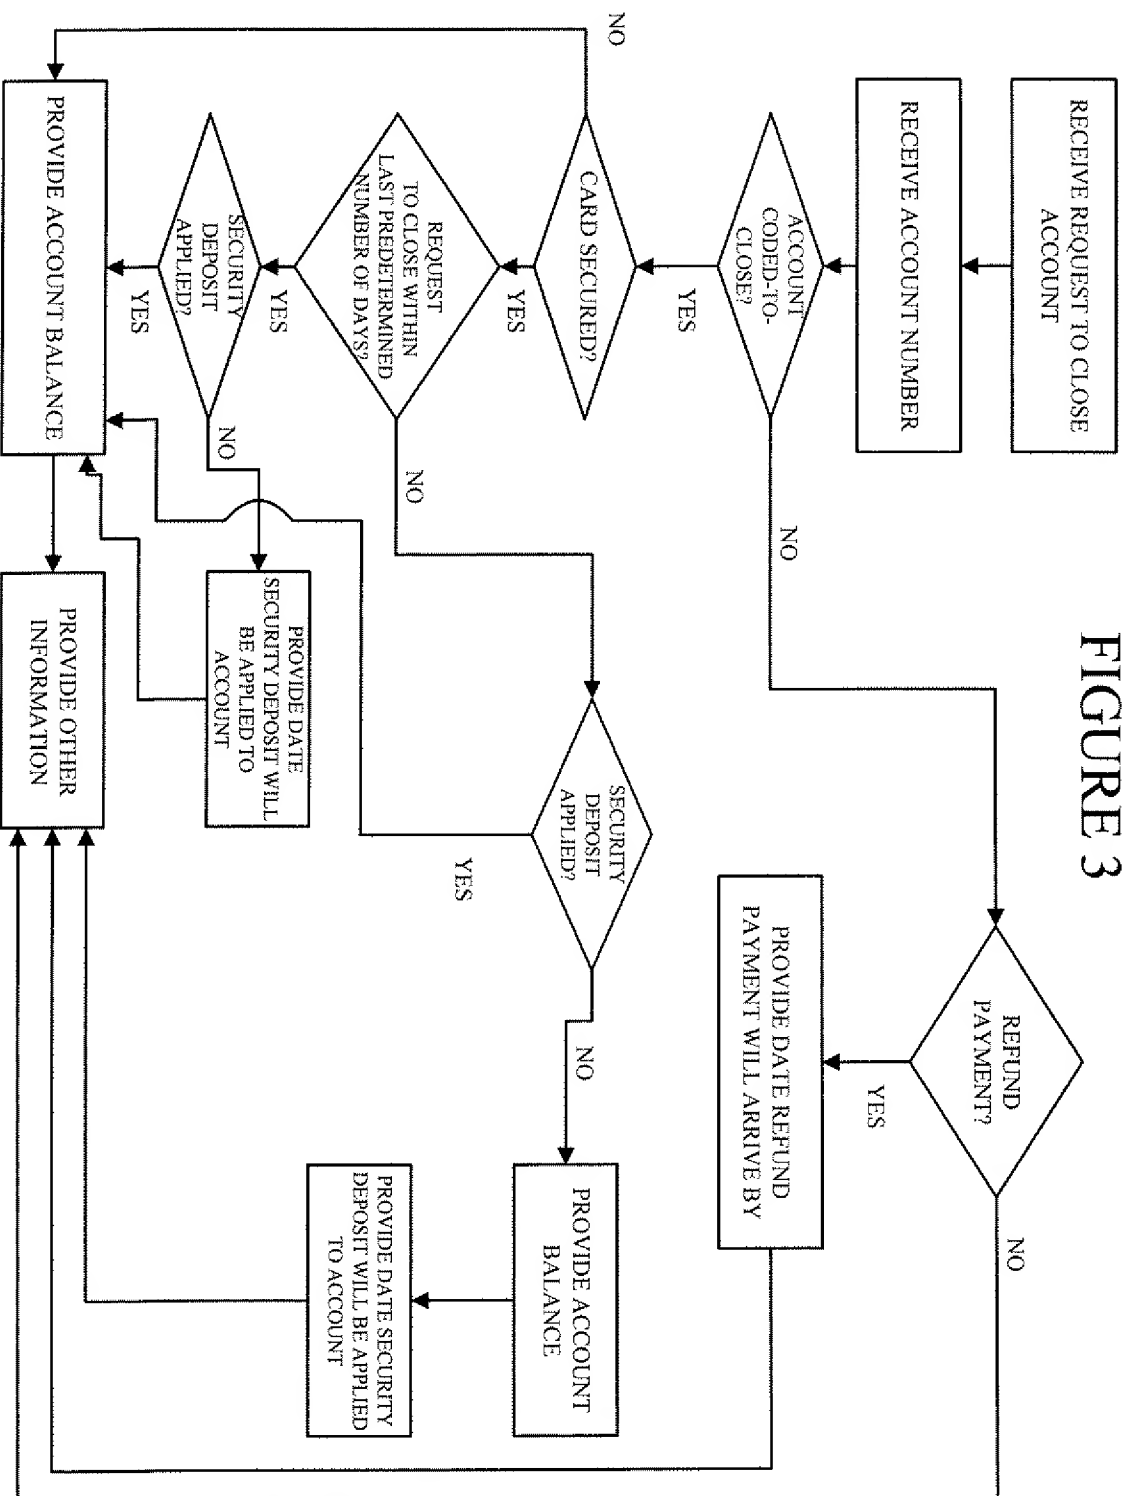 FIGURE 3
RECEIVE REQUEST TO CLOSE
ACCOUNT
RECEIVE ACCOUNT NUMBER
ACCOUNT
CODED-TO-
CLOSE?
NO
YES
REFUND
PAYMENT?
NO
YES
PROVIDE DATE REFUND
PAYMENT WILL ARRIVE BY
NO
CARD SECURED?
YES
REQUEST
TO CLOSE WITHIN
LAST PREDETERMINED
NUMBER OF DAYS?
NO
YES
SECURITY
DEPOSIT
APPLIED?
NO
YES
PROVIDE ACCOUNT
BALANCE
PROVIDE DATE SECURITY
DEPOSIT WILL BE APPLIED
TO ACCOUNT
SECURITY
DEPOSIT
APPLIED?
NO
YES
PROVIDE DATE
SECURITY DEPOSIT WILL
BE APPLIED TO
ACCOUNT
PROVIDE ACCOUNT BALANCE
PROVIDE OTHER
INFORMATION